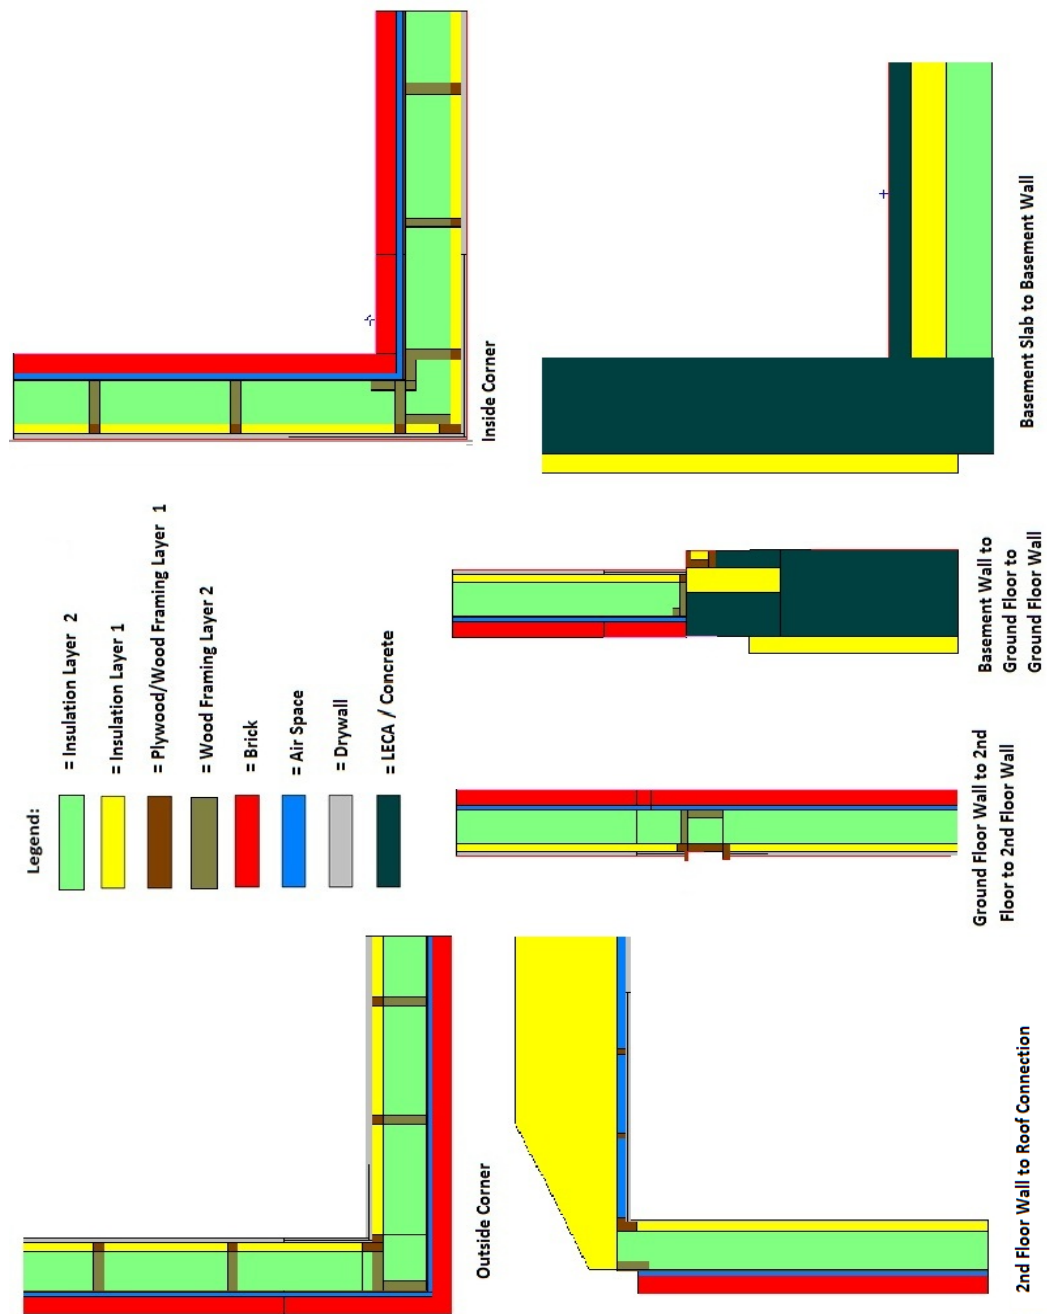 Legend:
= Insulation Layer 2
= Insulation Layer 1
= Plywood/Wood Framing Layer 1
= Wood Framing Layer 2
= Brick
= Air Space
= Drywall
= LECA / Concrete
Outside Corner
Inside Corner
2nd Floor Wall to Roof Connection
Ground Floor Wall to 2nd
Floor to 2nd Floor Wall
Basement Wall to
Ground Floor to
Ground Floor Wall
Basement Slab to Basement Wall